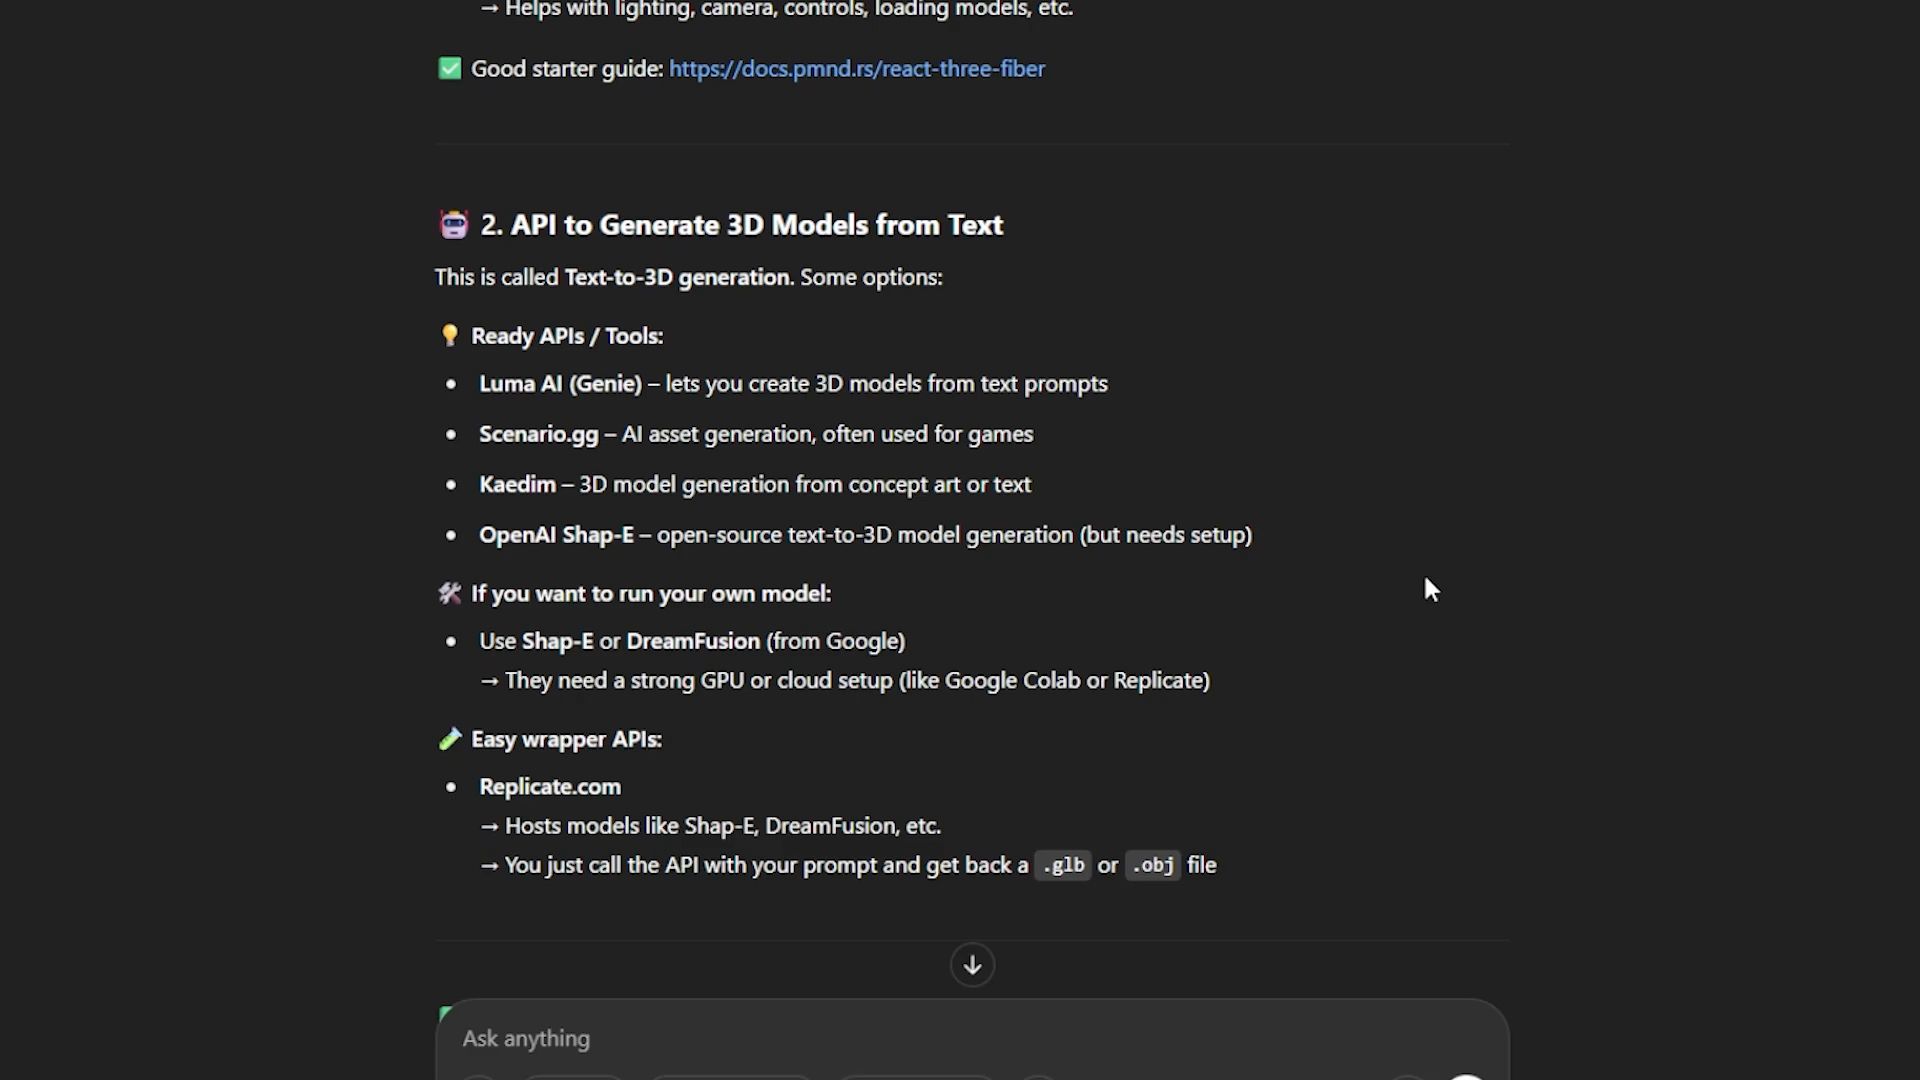 → Helps with lighting, camera, controls, loading models, etc.
✅ Good starter guide: https://docs.pmnd.rs/react-three-fiber
🤖 2. API to Generate 3D Models from Text
This is called Text-to-3D generation. Some options:
💡 Ready APIs / Tools:
• Luma AI (Genie) – lets you create 3D models from text prompts
• Scenario.gg – AI asset generation, often used for games
• Kaedim – 3D model generation from concept art or text
• OpenAI Shap-E – open-source text-to-3D model generation (but needs setup)
🛠 If you want to run your own model:
• Use Shap-E or DreamFusion (from Google)
→ They need a strong GPU or cloud setup (like Google Colab or Replicate)
🧪 Easy wrapper APIs:
• Replicate.com
→ Hosts models like Shap-E, DreamFusion, etc.
→ You just call the API with your prompt and get back a .glb or .obj file
Ask anything